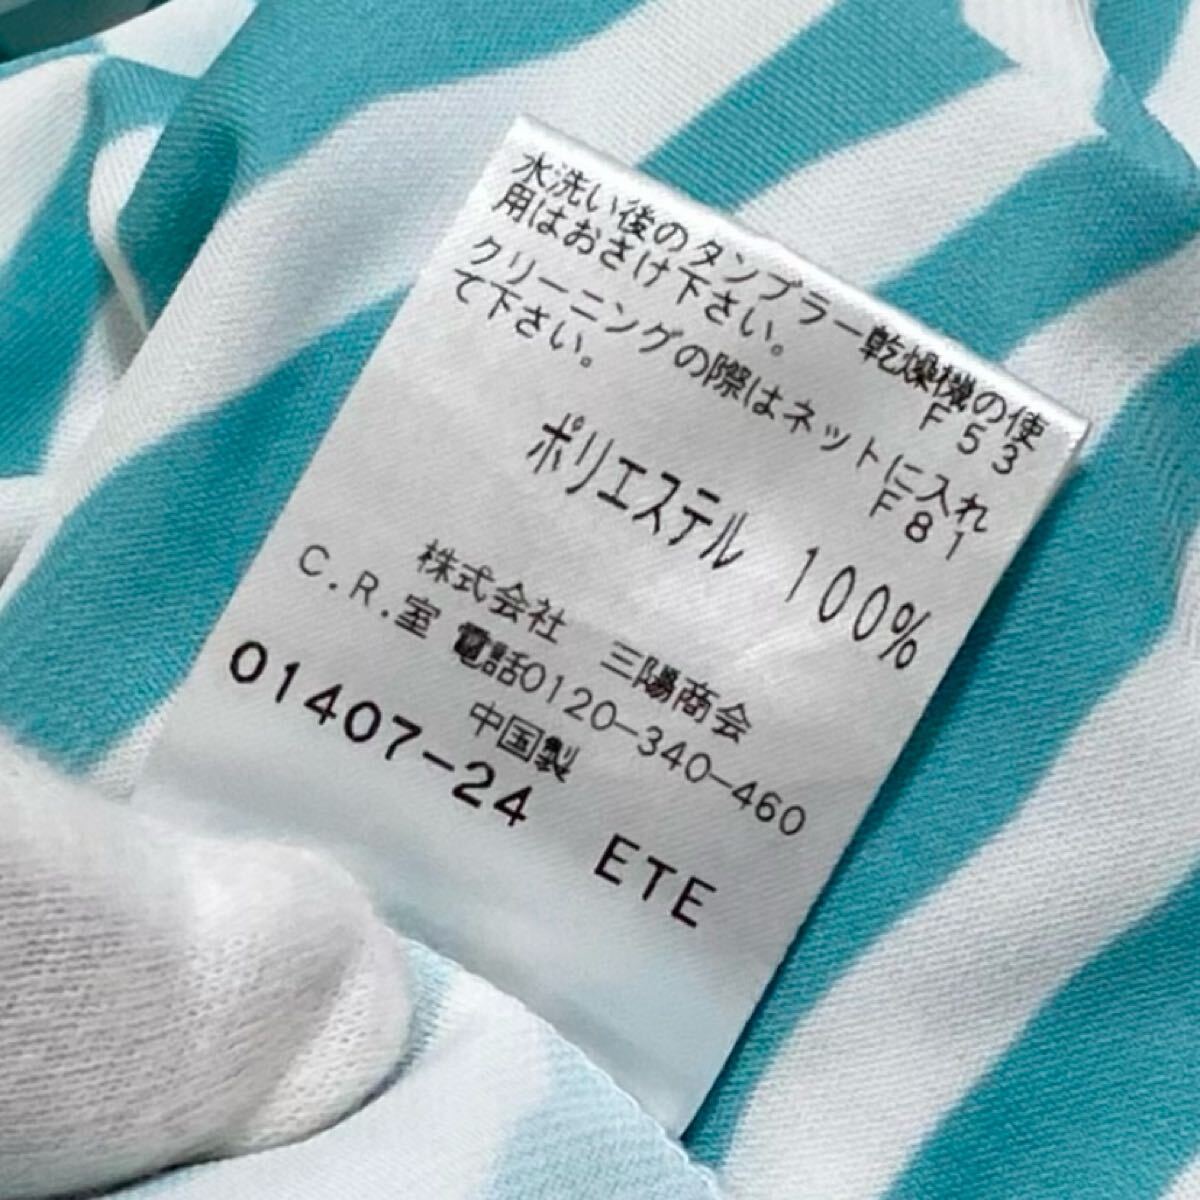 水洗い後のタンブラー乾燥機の使
用はおさけ下さい。 F53
クリーニングの際はネットに入れ
て下さい。 F81
ポリエステル 100%
株式会社 三陽商会
C.R.室 電話0120-340-460
中国製
01407-24 ETE